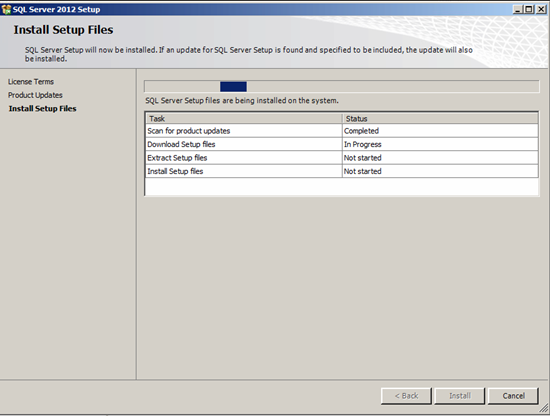 SQL Server 2012 Setup
Install Setup Files
SQL Server Setup will now be installed. If an update for SQL Server Setup is found and specified to be included, the update will also
be installed.
License Terms
Product Updates
Install Setup Files
SQL Server Setup files are being installed on the system.
Task Status
Scan for product updates Completed
Download Setup files In Progress
Extract Setup files Not started
Install Setup files Not started
< Back Install Cancel